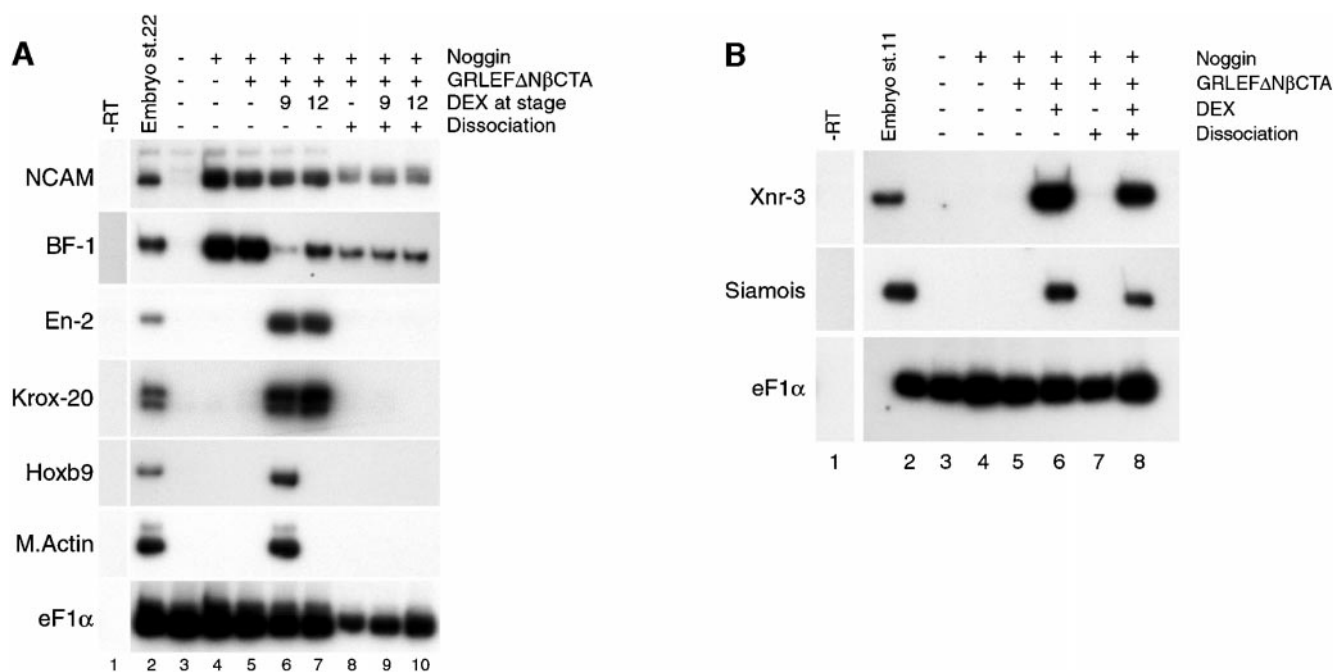 A
-RT
Embryo st.22
- + + + + + + + Noggin
- - + + + + + + GRLEFΔNβCTA
- - - 9 12 - 9 12 DEX at stage
- - - - - + + + Dissociation
NCAM
BF-1
En-2
Krox-20
Hoxb9
M.Actin
eF1α
1 2 3 4 5 6 7 8 9 10
B
-RT
Embryo st.11
- + + + + + Noggin
- - + + + + GRLEFΔNβCTA
- - - + - + DEX
- - - - + + Dissociation
Xnr-3
Siamois
eF1α
1 2 3 4 5 6 7 8